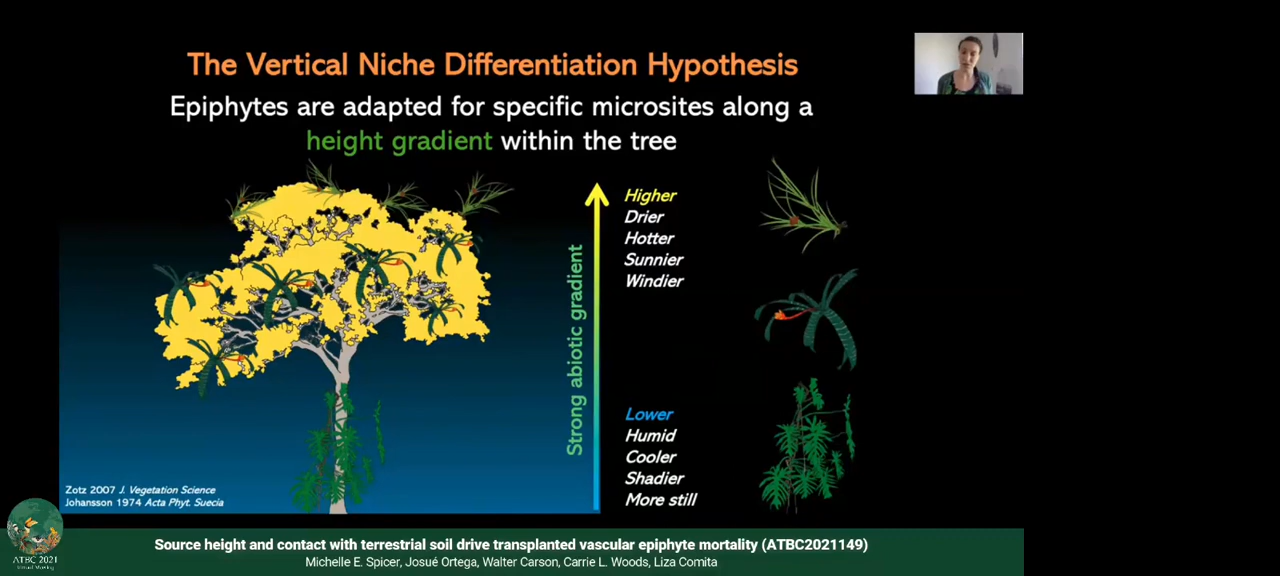 The Vertical Niche Differentiation Hypothesis
Epiphytes are adapted for specific microsites along a
height gradient within the tree
Strong abiotic gradient
Higher
Drier
Hotter
Sunnier
Windier
Lower
Humid
Cooler
Shadier
More still
Zotz 2007 J. Vegetation Science
Johansson 1974 Acta Phyt. Suecia
ATBC 2021
Source height and contact with terrestrial soil drive transplanted vascular epiphyte mortality (ATBC2021149)
Michelle E. Spicer, Josué Ortega, Walter Carson, Carrie L. Woods, Liza Comita